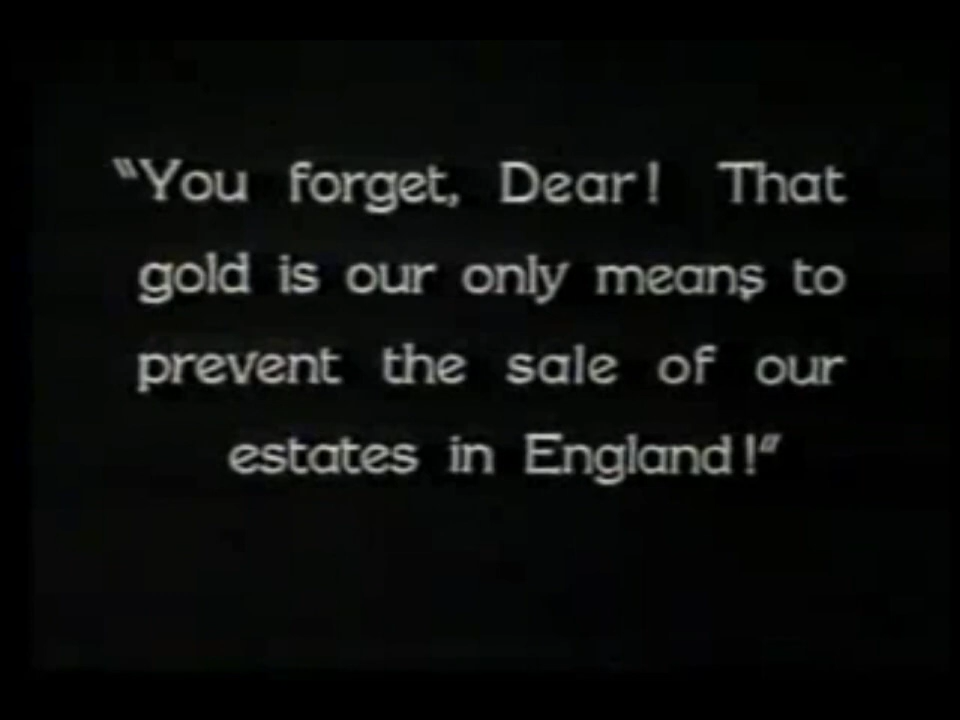 “You forget, Dear! That
gold is our only means to
prevent the sale of our
estates in England!”